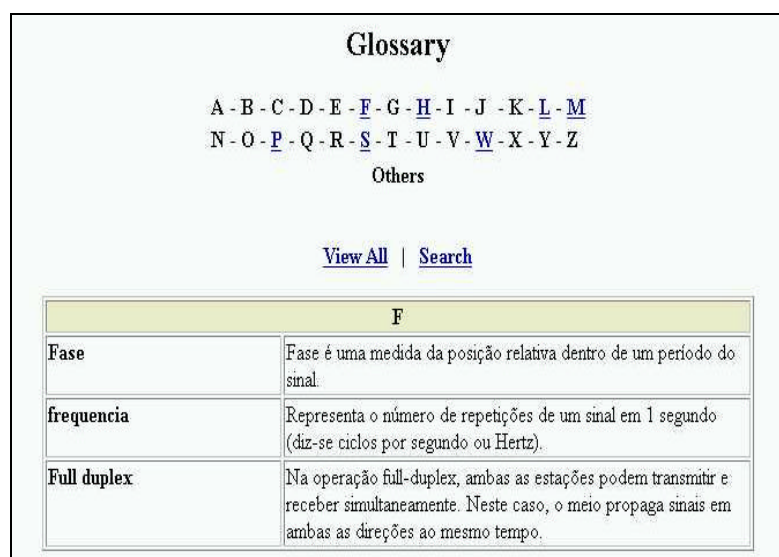 Glossary
A - B - C - D - E - F - G - H - I - J - K - L - M
N - O - P - Q - R - S - T - U - V - W - X - Y - Z
Others
View All | Search
F
Fase
Fase é uma medida da posição relativa dentro de um período do
sinal.
frequencia
Representa o número de repetições de um sinal em 1 segundo
(diz-se ciclos por segundo ou Hertz).
Full duplex
Na operação full-duplex, ambas as estações podem transmitir e
receber simultaneamente. Neste caso, o meio propaga sinais em
ambas as direções ao mesmo tempo.